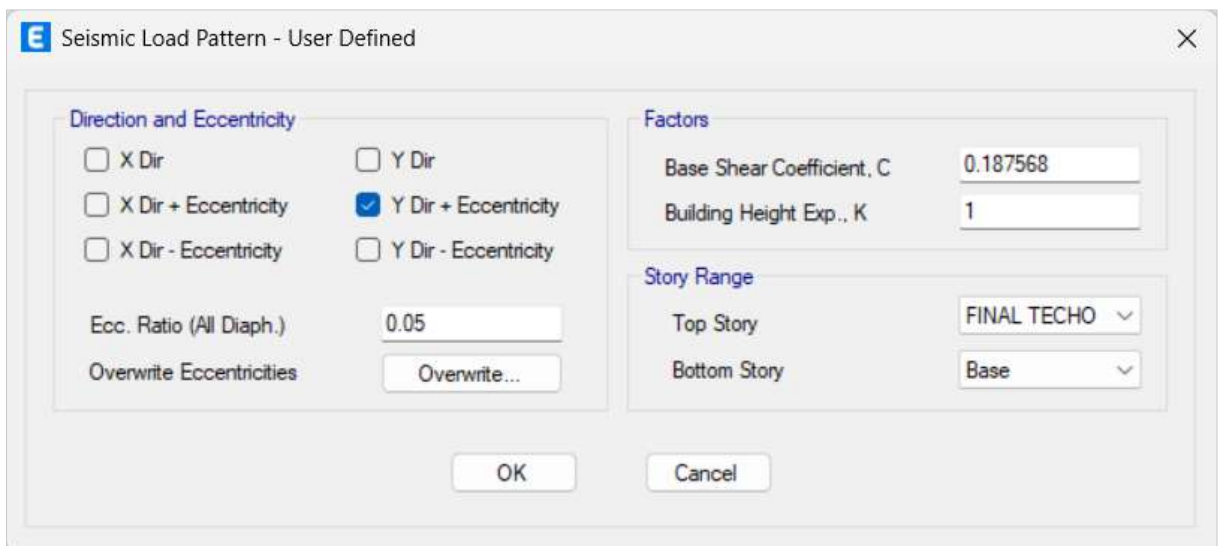 E Seismic Load Pattern - User Defined
Direction and Eccentricity
X Dir Y Dir
X Dir + Eccentricity Y Dir + Eccentricity
X Dir - Eccentricity Y Dir - Eccentricity
Ecc. Ratio (All Diaph.) 0.05
Overwrite Eccentricities Overwrite...
Factors
Base Shear Coefficient, C 0.187568
Building Height Exp., K 1
Story Range
Top Story FINAL TECHO
Bottom Story Base
OK Cancel